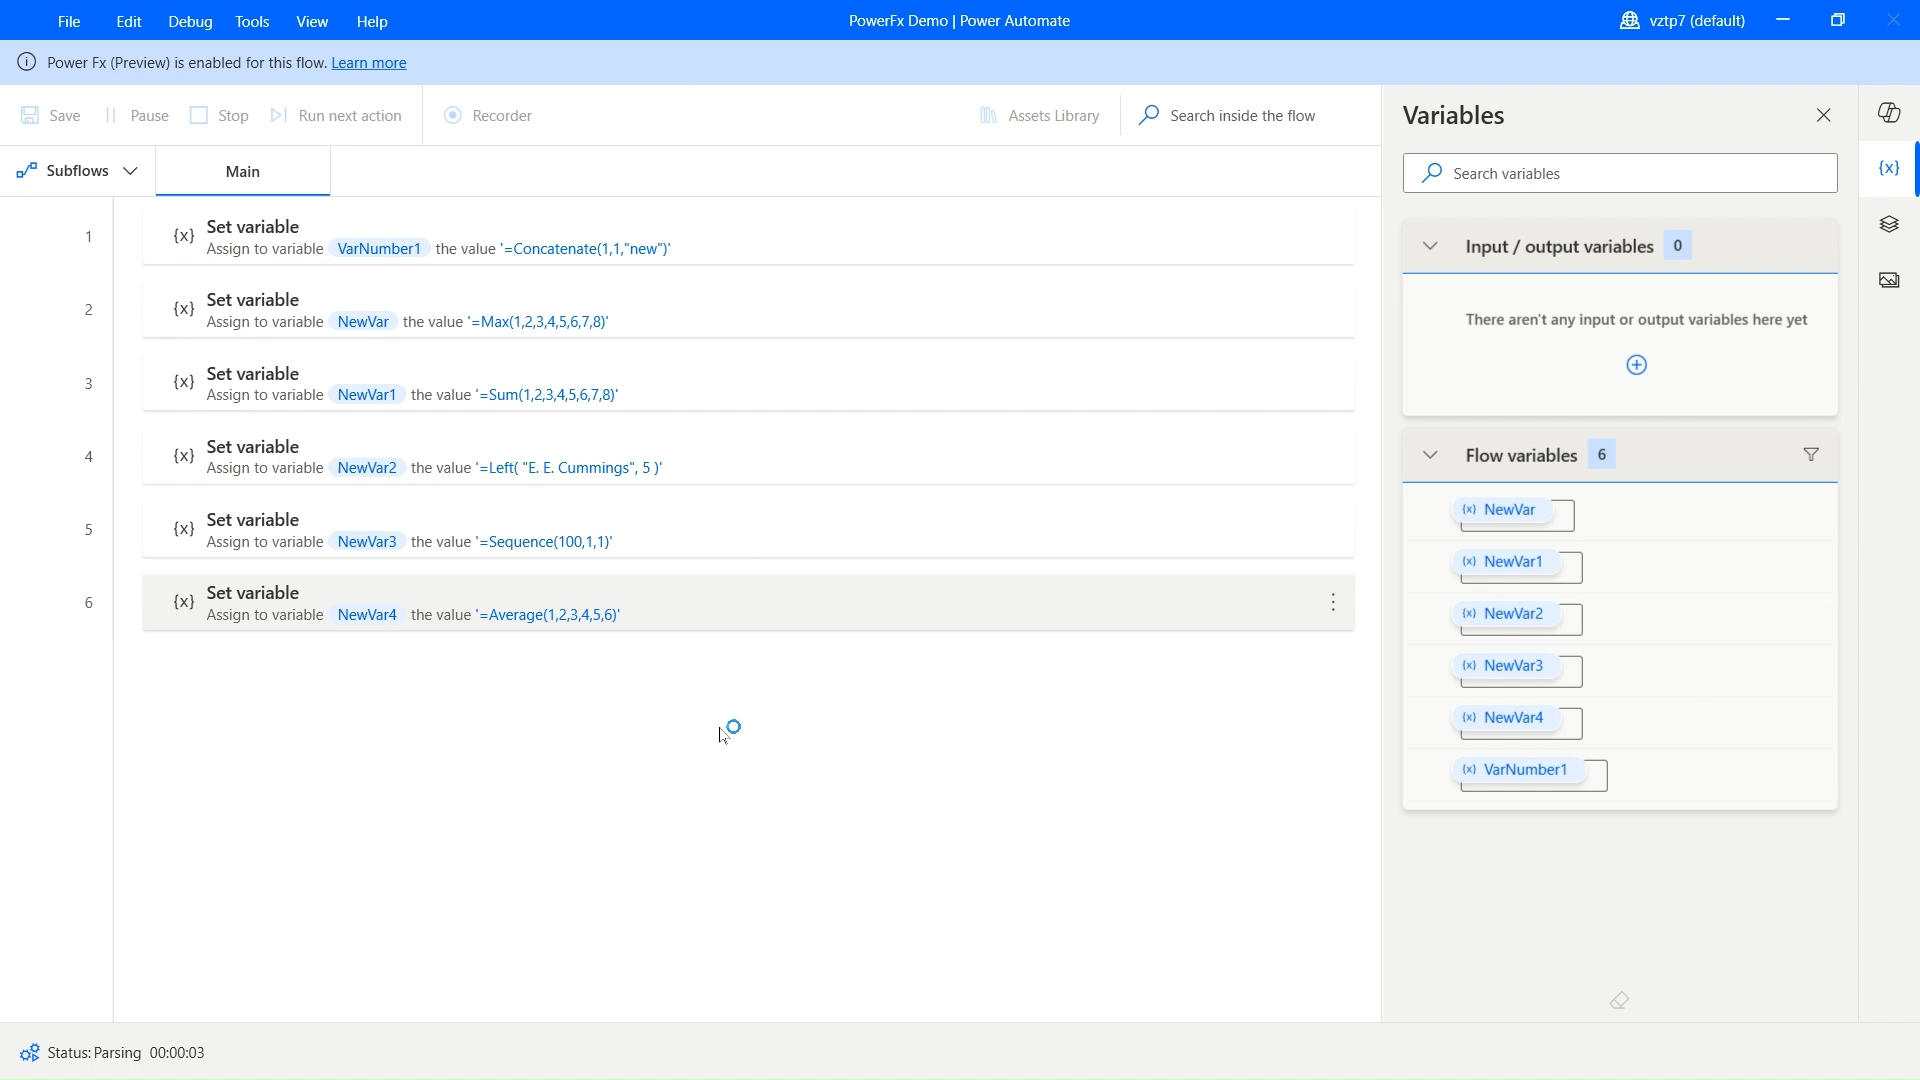 File Edit Debug Tools View Help PowerFx Demo | Power Automate vztp7 (default)
Power Fx (Preview) is enabled for this flow. Learn more
Save Pause Stop Run next action Recorder Assets Library Search inside the flow
Subflows Main
1 {x} Set variable
Assign to variable VarNumber1 the value '=Concatenate(1,1,"new")'
2 {x} Set variable
Assign to variable NewVar the value '=Max(1,2,3,4,5,6,7,8)'
3 {x} Set variable
Assign to variable NewVar1 the value '=Sum(1,2,3,4,5,6,7,8)'
4 {x} Set variable
Assign to variable NewVar2 the value '=Left( "E. E. Cummings", 5 )'
5 {x} Set variable
Assign to variable NewVar3 the value '=Sequence(100,1,1)'
6 {x} Set variable
Assign to variable NewVar4 the value '=Average(1,2,3,4,5,6)'
Variables
{x}
Search variables
Input / output variables 0
There aren't any input or output variables here yet
Flow variables 6
{x} NewVar
{x} NewVar1
{x} NewVar2
{x} NewVar3
{x} NewVar4
{x} VarNumber1
Status: Parsing 00:00:03